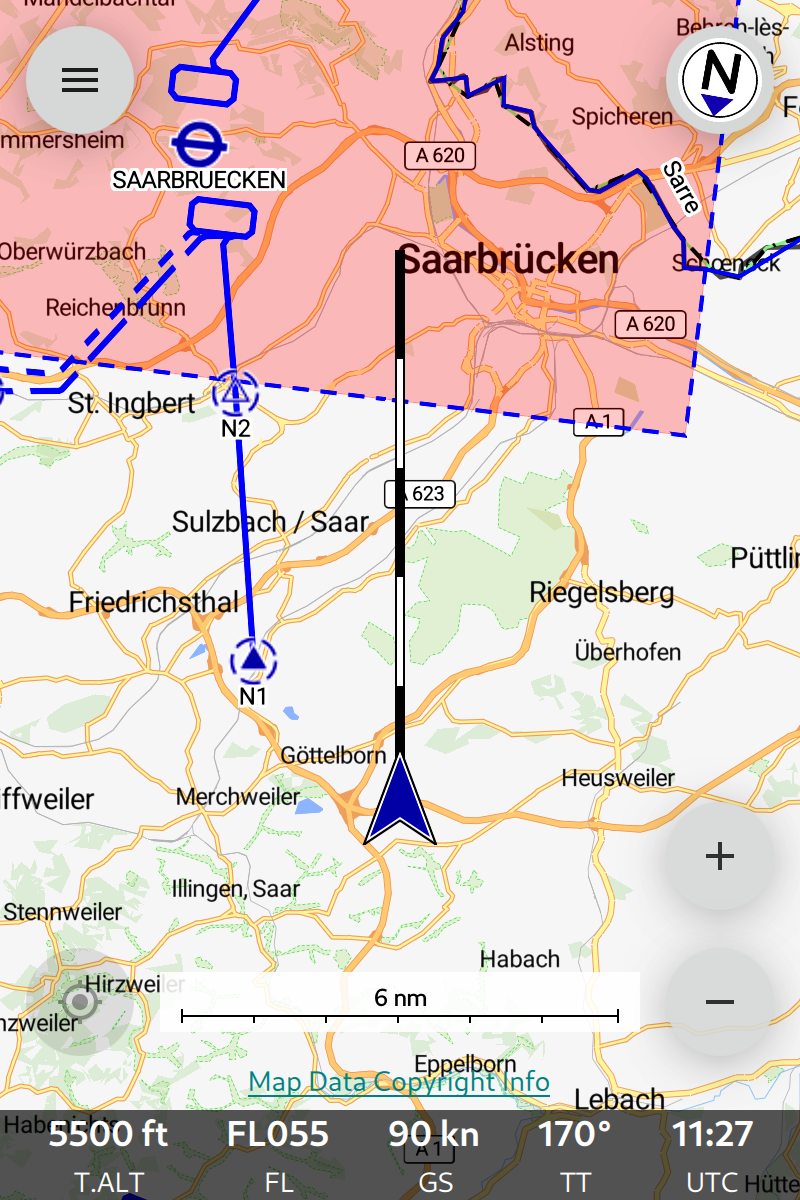 Mandelbachtal
Behren-lès-
Alsting
N
Spicheren
mmersheim
A 620
SAARBRUECKEN
Sarre
Oberwürzbach
Saarbrücken
Schœneck
Reichenbrunn
A 620
St. Ingbert
N2
A 1
A 623
Sulzbach / Saar
Püttlin
Friedrichsthal
Riegelsberg
Überhofen
N1
Göttelborn
Heusweiler
Merchweiler
iffweiler
+
Illingen, Saar
Stennweiler
Habach
Hirzweiler
6 nm
−
nzweiler
Eppelborn
Map Data Copyright Info
Lebach
5500 ft FL055 90 kn 170° 11:27
A 1
T.ALT FL GS TT UTC
Hütte